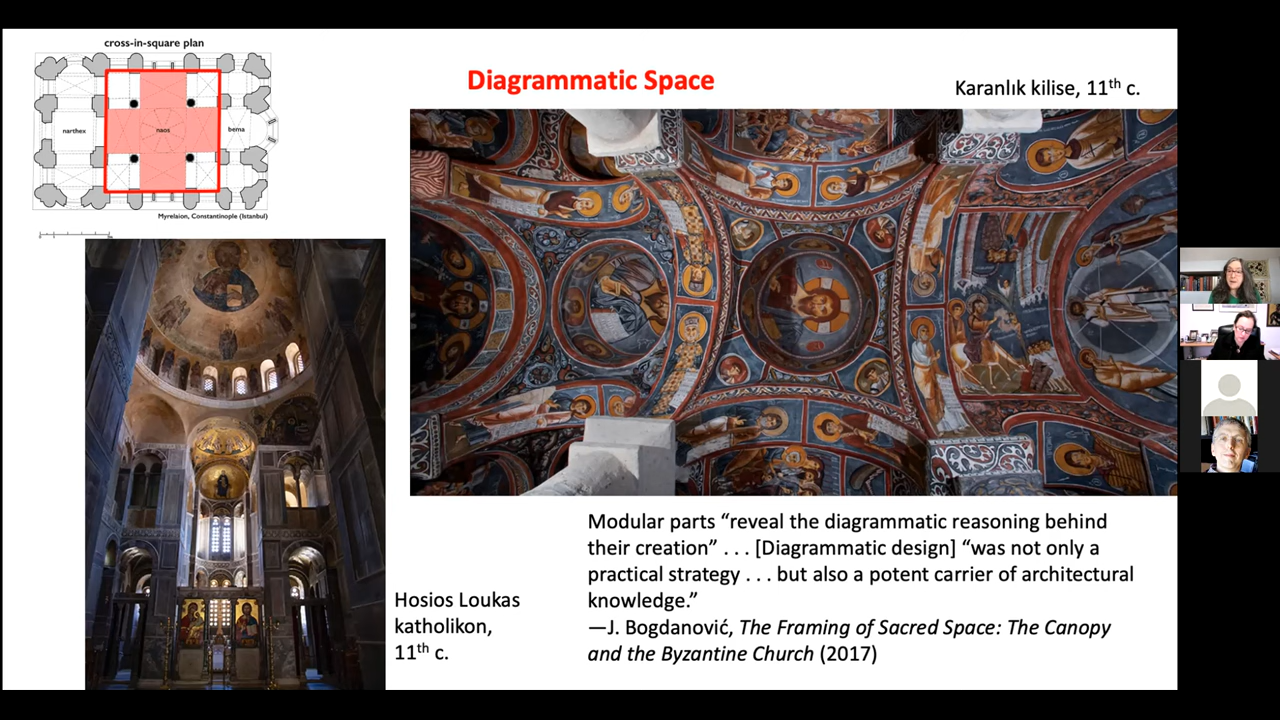 cross-in-square plan
narthex
naos
bema
Myrelaion, Constantinople (Istanbul)
Diagrammatic Space
Karanlık kilise, 11th c.
Hosios Loukas
katholikon,
11th c.
Modular parts “reveal the diagrammatic reasoning behind
their creation” . . . [Diagrammatic design] “was not only a
practical strategy . . . but also a potent carrier of architectural
knowledge.”
—J. Bogdanović, The Framing of Sacred Space: The Canopy
and the Byzantine Church (2017)